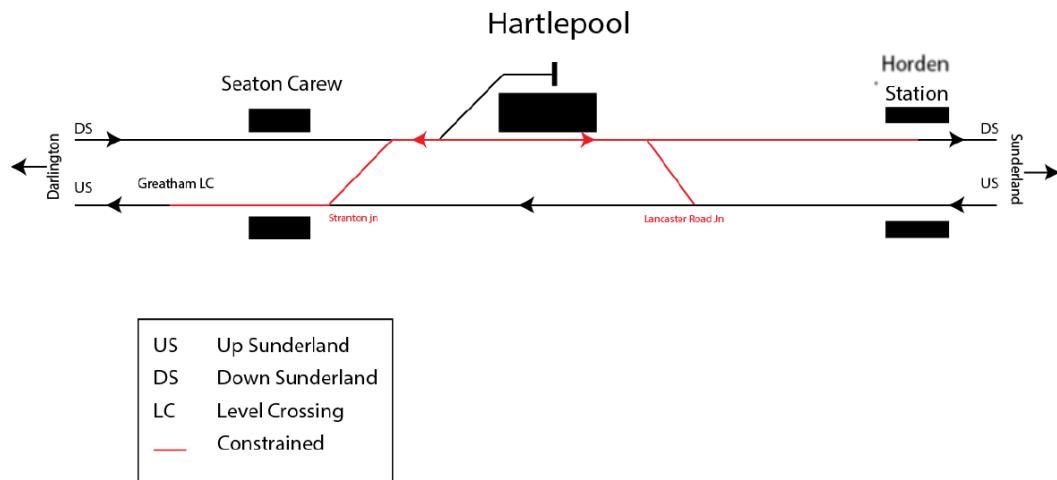 Hartlepool
Horden
Seaton Carew
Station
DS
DS
Darlington
Sunderland
US
Greatham LC
US
Stranton jn
Lancaster Road Jn
US Up Sunderland
DS Down Sunderland
LC Level Crossing
Constrained